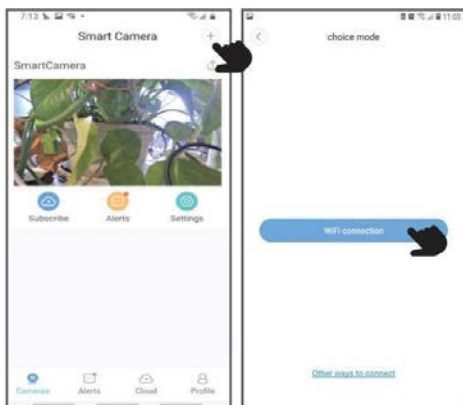 7:12
Smart Camera
SmartCamera
Subscribe
Alerts
Settings
Cameras
Alerts
Cloud
Profile
11:03
choice mode
WiFi connection
Other ways to connect